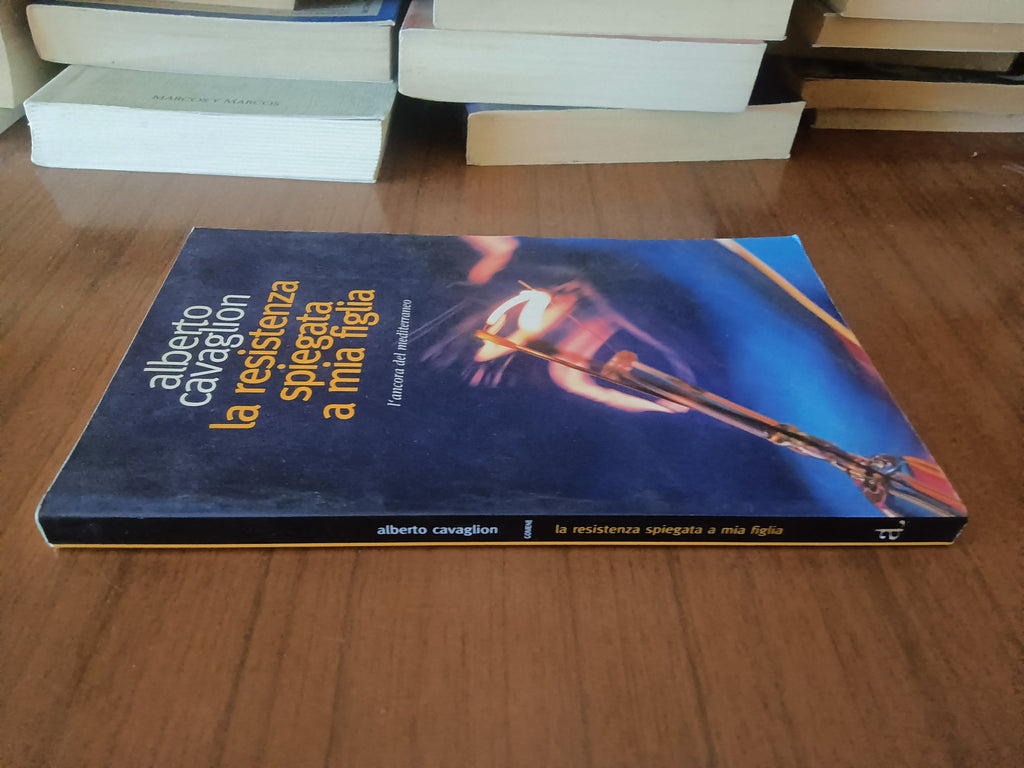 MARCOS Y MARCOS
alberto
cavaglion
la resistenza
spiegata
a mia figlia
l'ancora del mediterraneo
alberto cavaglion
GOMENE
la resistenza spiegata a mia figlia
a.